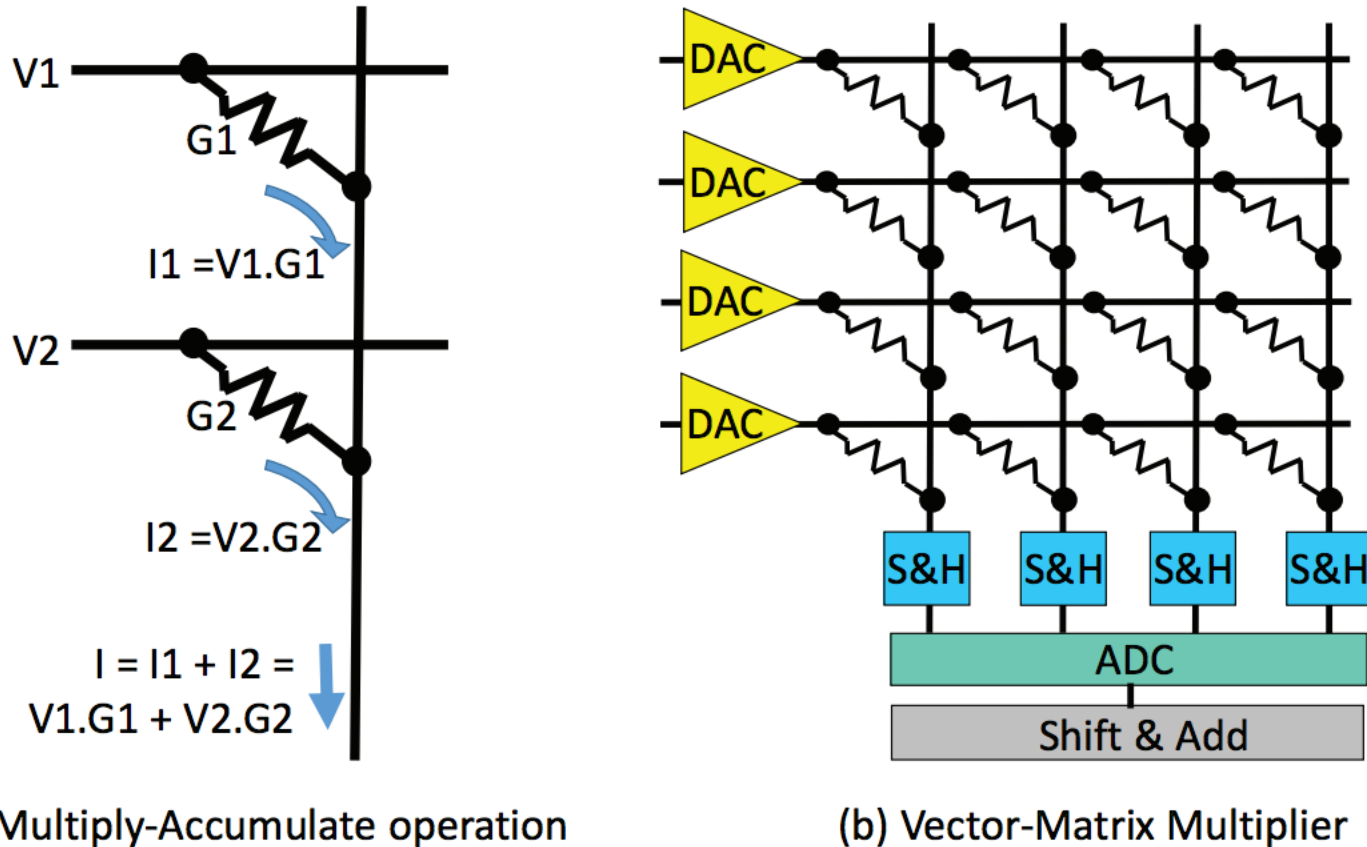 V1
G1
I1 =V1.G1
V2
G2
I2 =V2.G2
I = I1 + I2 =
V1.G1 + V2.G2
Multiply-Accumulate operation
DAC
DAC
DAC
DAC
S&H S&H S&H S&H
ADC
Shift & Add
(b) Vector-Matrix Multiplier